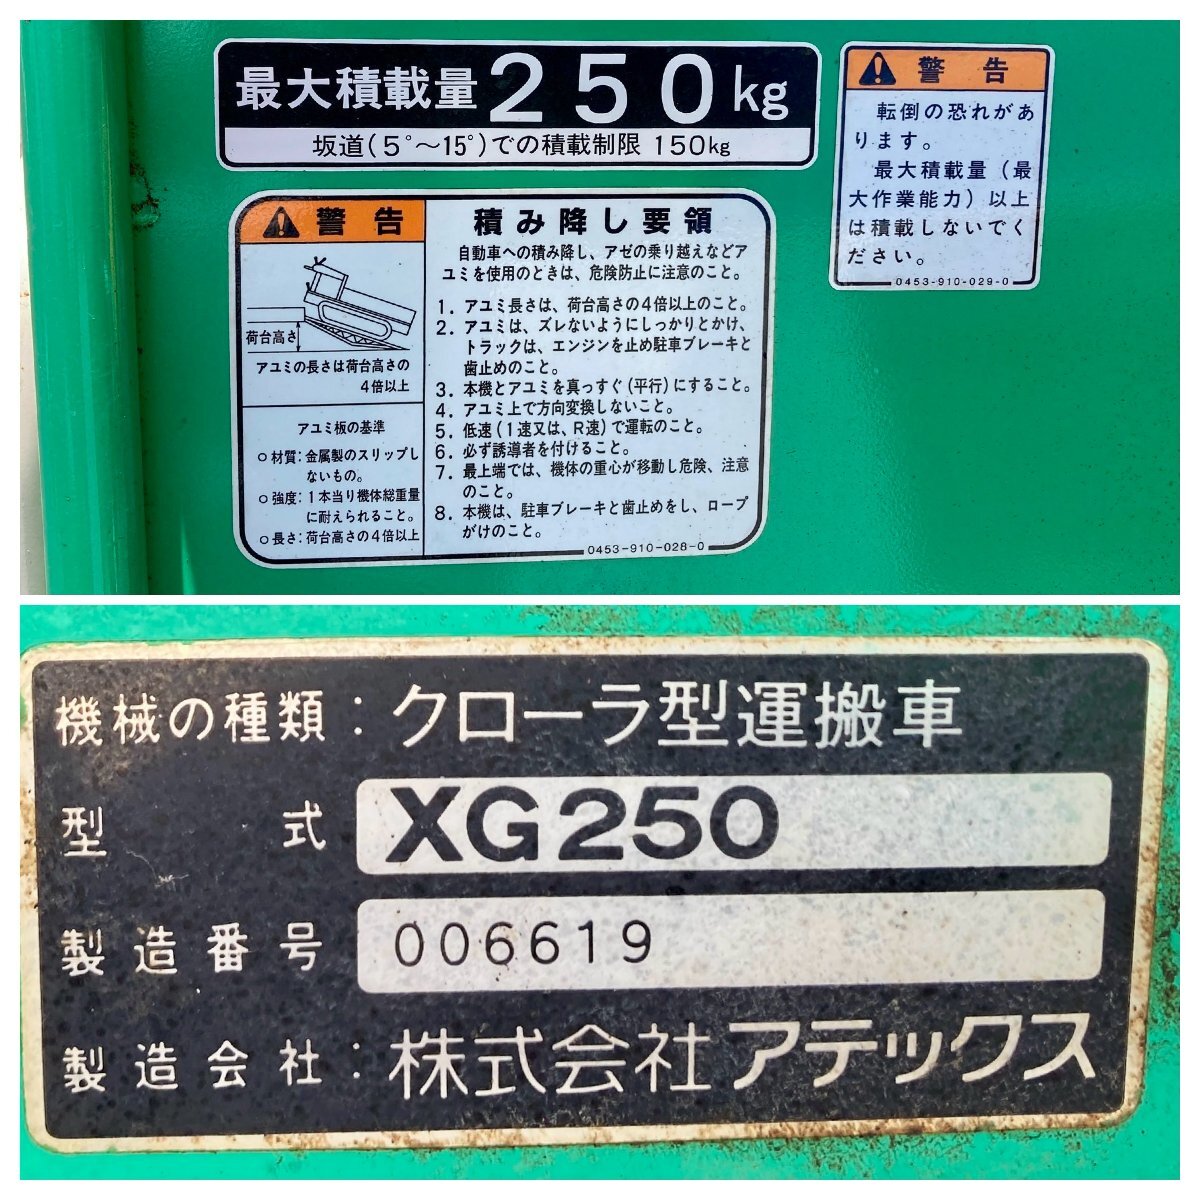 最大積載量250kg
坂道(5°～15°)での積載制限 150kg
警告
転倒の恐れがあ
ります。
最大積載量(最
大作業能力)以上
は積載しないでく
ださい。
0453-910-029-0
警告
荷台高さ
アユミの長さは荷台高さの
4倍以上
アユミ板の基準
○材質:金属製のスリップし
ないもの。
○強度:1本当り機体総重量
に耐えられること。
○長さ:荷台高さの4倍以上
積み降し要領
自動車への積み降し、アゼの乗り越えなどア
ユミを使用のときは、危険防止に注意のこと。
1. アユミ長さは、荷台高さの4倍以上のこと。
2. アユミは、ズレないようにしっかりとかけ、
トラックは、エンジンを止め駐車ブレーキと
歯止めのこと。
3. 本機とアユミを真っすぐ(平行)にすること。
4. アユミ上で方向変換しないこと。
5. 低速(1速又は、R速)で運転のこと。
6. 必ず誘導者を付けること。
7. 最上端では、機体の重心が移動し危険、注意
のこと。
8. 本機は、駐車ブレーキと歯止めをし、ロープ
がけのこと。
0453-910-028-0
機械の種類:クローラ型運搬車
型式 XG250
製造番号 006619
製造会社:株式会社アテックス